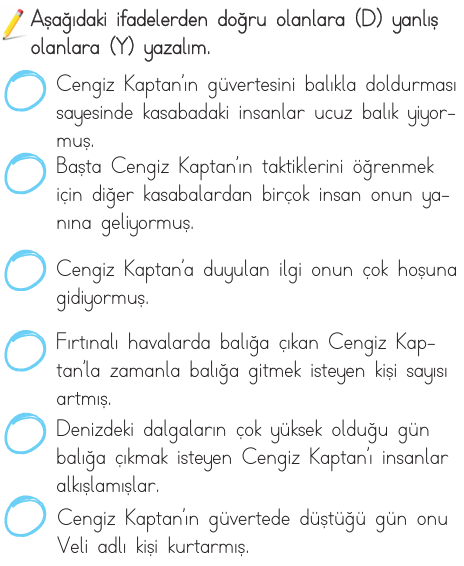 Aşağıdaki ifadelerden doğru olanlara (D) yanlış
olanlara (Y) yazalım.
Cengiz Kaptan'ın güvertesini balıkla doldurması
sayesinde kasabadaki insanlar ucuz balık yiyor-
muş.
Başta Cengiz Kaptan'ın taktiklerini öğrenmek
için diğer kasabalardan birçok insan onun ya-
nına geliyormuş.
Cengiz Kaptan'a duyulan ilgi onun çok hoşuna
gidiyormuş.
Fırtınalı havalarda balığa çıkan Cengiz Kap-
tan'la zamanla balığa gitmek isteyen kişi sayısı
artmış.
Denizdeki dalgaların çok yüksek olduğu gün
balığa çıkmak isteyen Cengiz Kaptan'ı insanlar
alkışlamışlar.
Cengiz Kaptan'ın güvertede düştüğü gün onu
Veli adlı kişi kurtarmış.